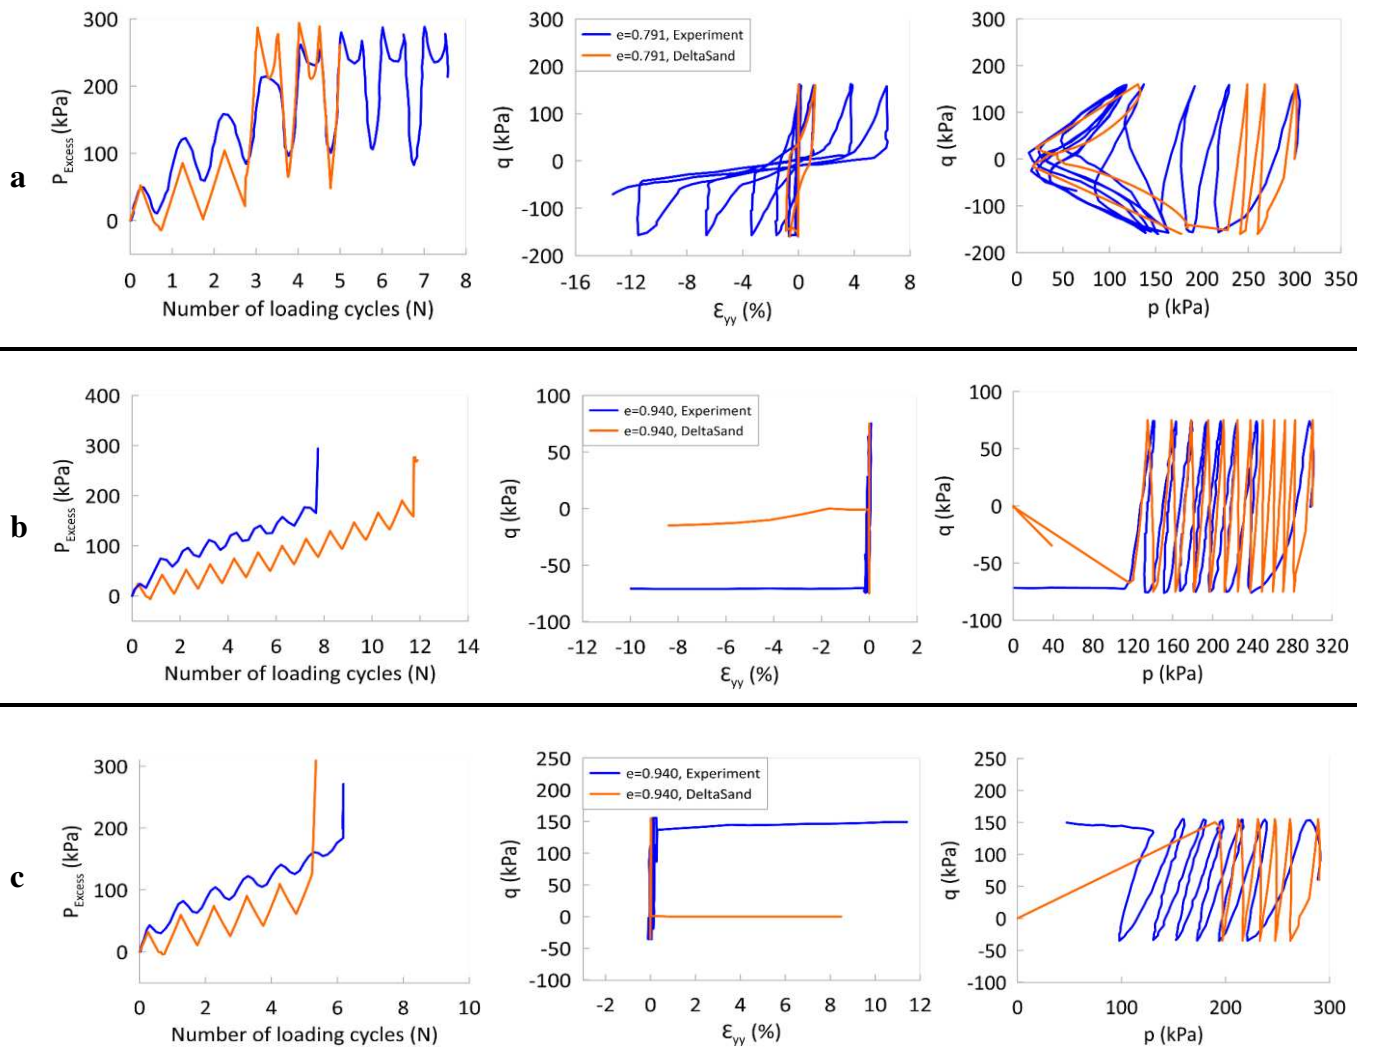 a
P_Excess (kPa)
300
200
100
0
0 1 2 3 4 5 6 7 8
Number of loading cycles (N)
q (kPa)
300
200
100
0
-100
-200
e=0.791, Experiment
e=0.791, DeltaSand
-16 -12 -8 -4 0 4 8
Ɛyy (%)
q (kPa)
300
200
100
0
-100
-200
0 50 100 150 200 250 300 350
p (kPa)
b
P_Excess (kPa)
400
300
200
100
0
0 2 4 6 8 10 12 14
Number of loading cycles (N)
q (kPa)
100
50
0
-50
-100
e=0.940, Experiment
e=0.940, DeltaSand
-12 -10 -8 -6 -4 -2 0 2
Ɛyy (%)
q (kPa)
100
50
0
-50
-100
0 40 80 120 160 200 240 280 320
p (kPa)
c
P_Excess (kPa)
300
200
100
0
0 2 4 6 8 10
Number of loading cycles (N)
q (kPa)
250
200
150
100
50
0
-50
-100
e=0.940, Experiment
e=0.940, DeltaSand
-2 0 2 4 6 8 10 12
Ɛyy (%)
q (kPa)
250
200
150
100
50
0
-50
-100
0 100 200 300
p (kPa)